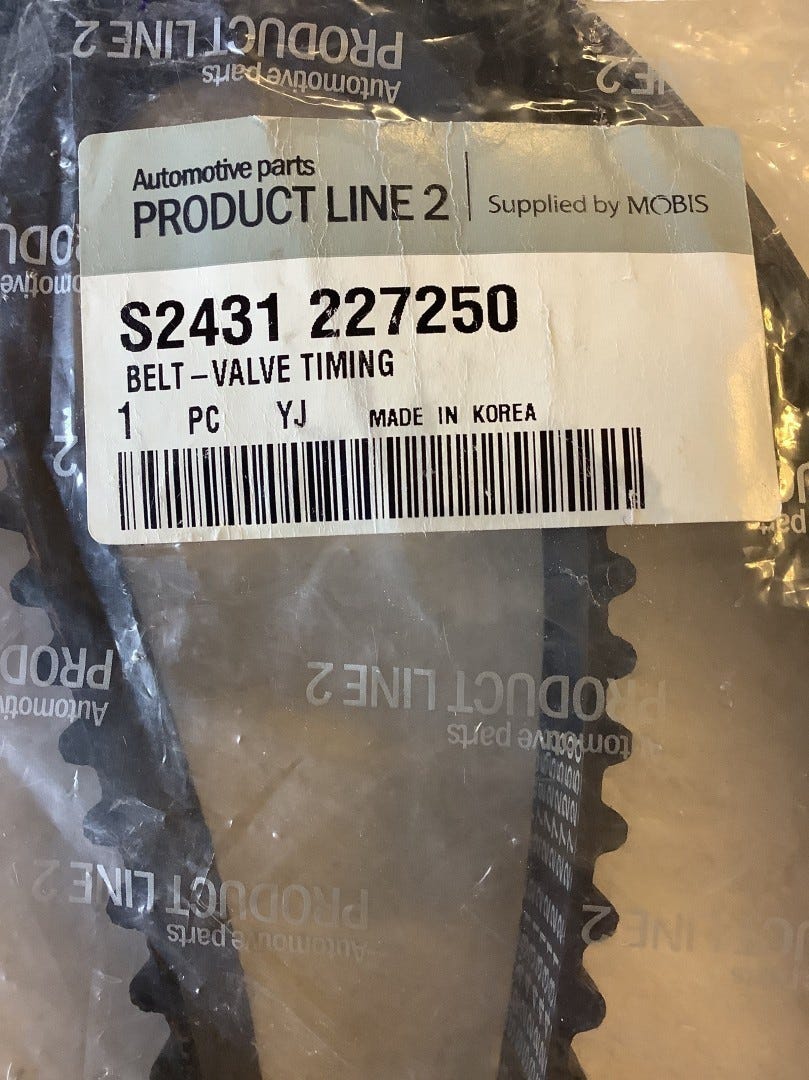 PRODUCT LINE 2
Automotive parts
Automotive parts
PRODUCT LINE 2
Supplied by MOBIS
S2431 227250
BELT-VALVE TIMING
1 PC YJ MADE IN KOREA
PRODUCT LINE 2
Automotive parts
PRODUCT LINE 2
Automotive parts